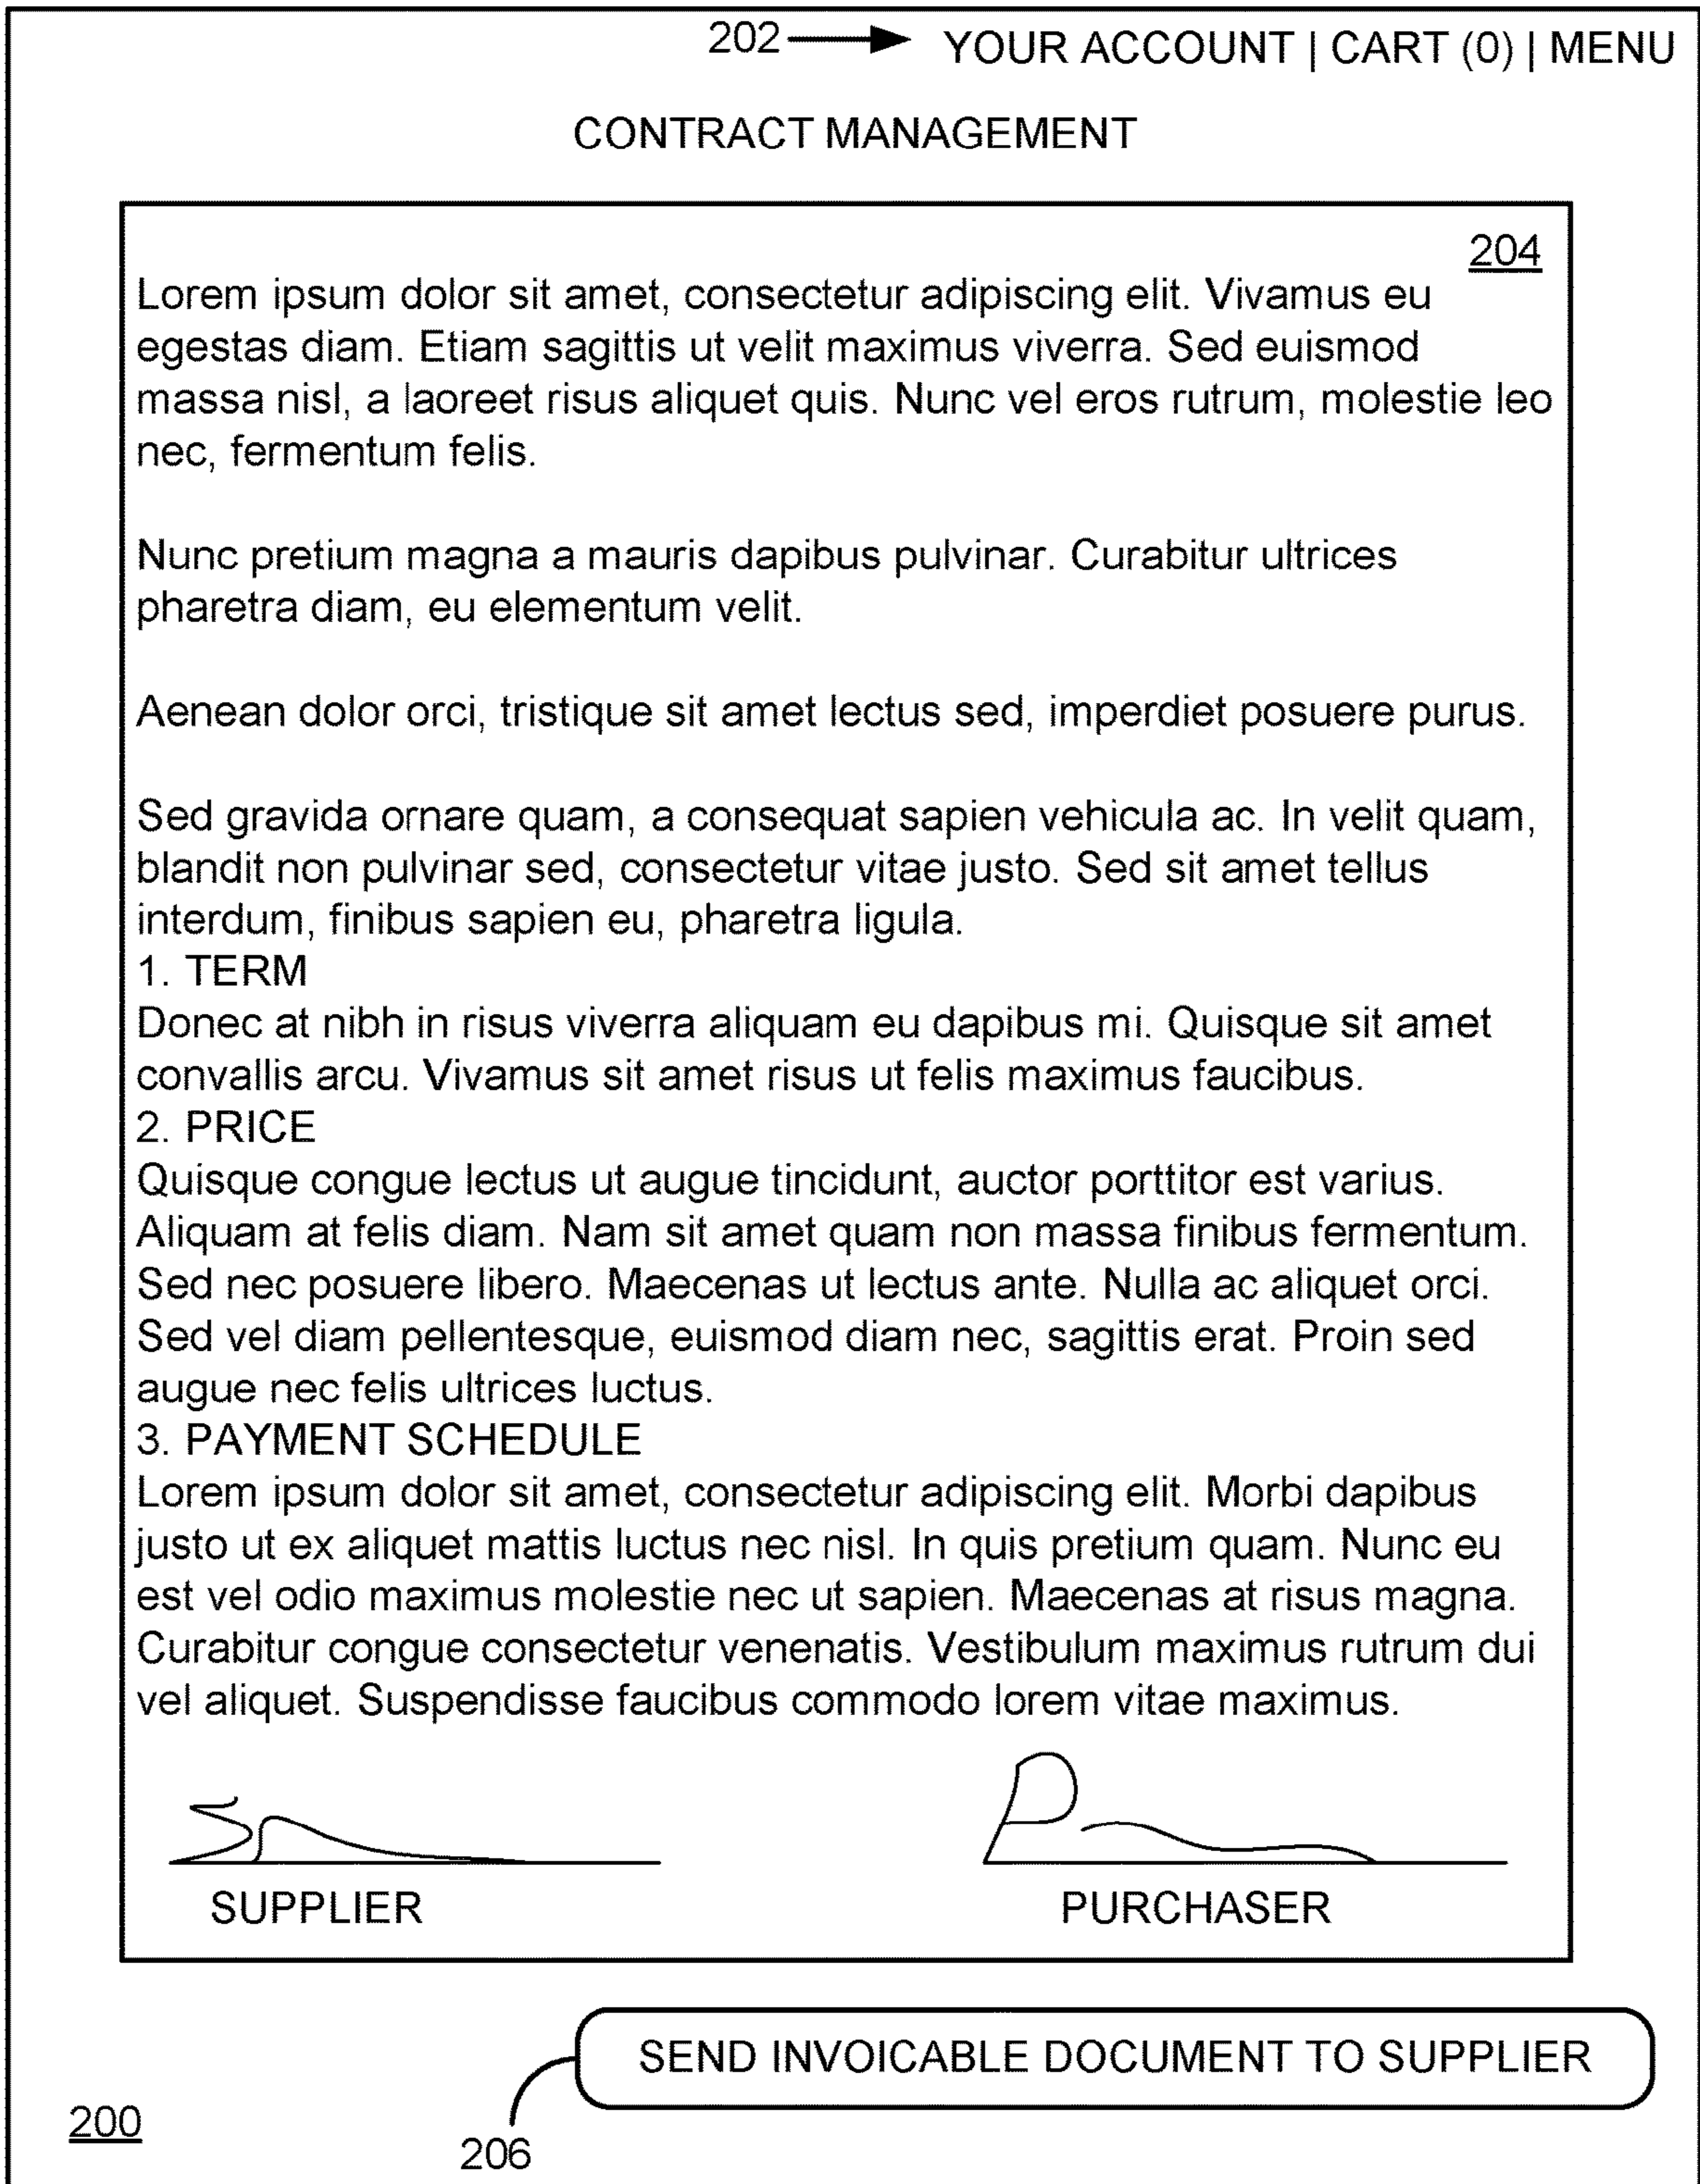 202 YOUR ACCOUNT | CART (0) | MENU
CONTRACT MANAGEMENT
204
Lorem ipsum dolor sit amet, consectetur adipiscing elit. Vivamus eu
egestas diam. Etiam sagittis ut velit maximus viverra. Sed euismod
massa nisl, a laoreet risus aliquet quis. Nunc vel eros rutrum, molestie leo
nec, fermentum felis.
Nunc pretium magna a mauris dapibus pulvinar. Curabitur ultrices
pharetra diam, eu elementum velit.
Aenean dolor orci, tristique sit amet lectus sed, imperdiet posuere purus.
Sed gravida ornare quam, a consequat sapien vehicula ac. In velit quam,
blandit non pulvinar sed, consectetur vitae justo. Sed sit amet tellus
interdum, finibus sapien eu, pharetra ligula.
1. TERM
Donec at nibh in risus viverra aliquam eu dapibus mi. Quisque sit amet
convallis arcu. Vivamus sit amet risus ut felis maximus faucibus.
2. PRICE
Quisque congue lectus ut augue tincidunt, auctor porttitor est varius.
Aliquam at felis diam. Nam sit amet quam non massa finibus fermentum.
Sed nec posuere libero. Maecenas ut lectus ante. Nulla ac aliquet orci.
Sed vel diam pellentesque, euismod diam nec, sagittis erat. Proin sed
augue nec felis ultrices luctus.
3. PAYMENT SCHEDULE
Lorem ipsum dolor sit amet, consectetur adipiscing elit. Morbi dapibus
justo ut ex aliquet mattis luctus nec nisl. In quis pretium quam. Nunc eu
est vel odio maximus molestie nec ut sapien. Maecenas at risus magna.
Curabitur congue consectetur venenatis. Vestibulum maximus rutrum dui
vel aliquet. Suspendisse faucibus commodo lorem vitae maximus.
SUPPLIER PURCHASER
SEND INVOICABLE DOCUMENT TO SUPPLIER
200
206